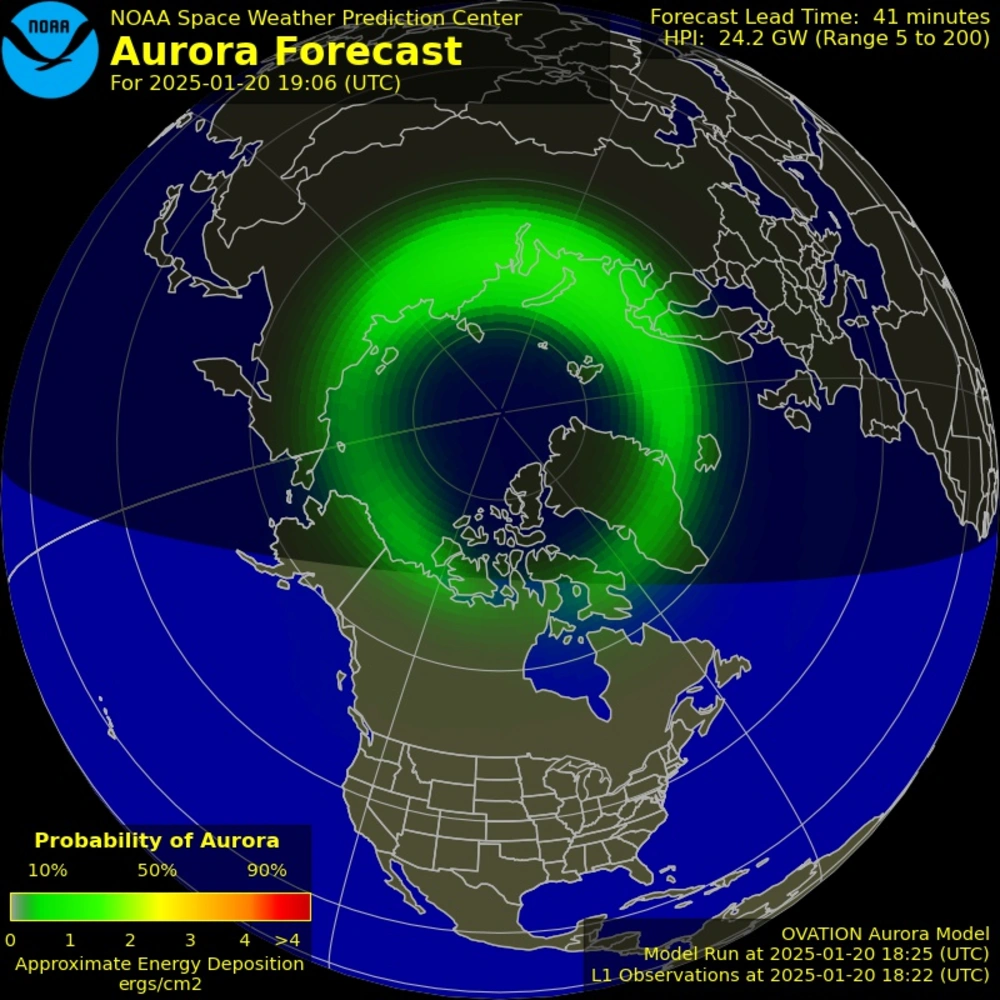 NOAA
NOAA Space Weather Prediction Center
Aurora Forecast
For 2025-01-20 19:06 (UTC)
Forecast Lead Time: 41 minutes
HPI: 24.2 GW (Range 5 to 200)
Probability of Aurora
10% 50% 90%
0 1 2 3 4 >4
Approximate Energy Deposition
ergs/cm2
OVATION Aurora Model
Model Run at 2025-01-20 18:25 (UTC)
L1 Observations at 2025-01-20 18:22 (UTC)